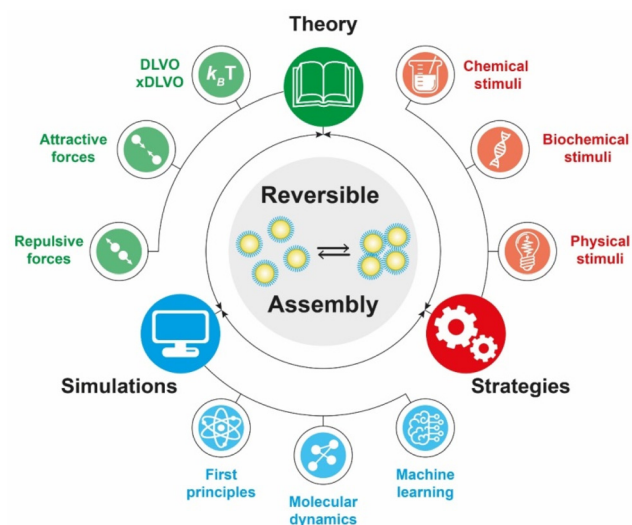 Theory
DLVO
xDLVO
k_BT
Chemical
stimuli
Attractive
forces
Biochemical
stimuli
Reversible
Repulsive
forces
Physical
stimuli
Assembly
Simulations
Strategies
First
principles
Molecular
dynamics
Machine
learning